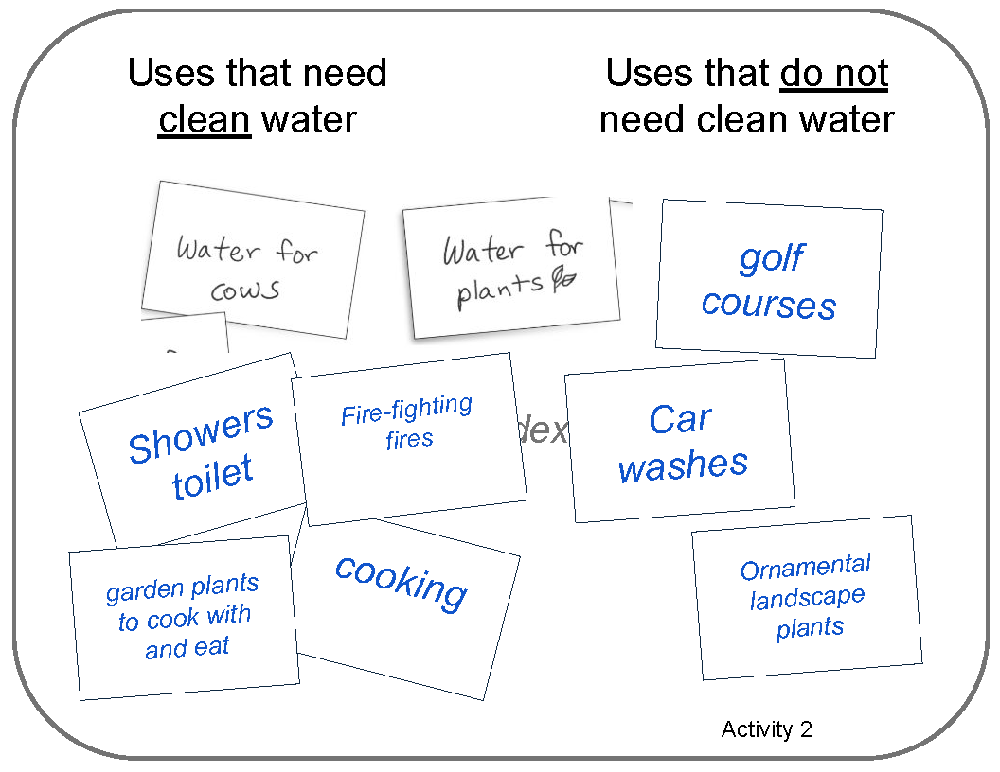 Uses that need
clean water
Uses that do not
need clean water
Water for
cows
Water for
plants
golf
courses
Showers
toilet
Fire-fighting
fires
Car
washes
garden plants
to cook with
and eat
cooking
Ornamental
landscape
plants
Activity 2